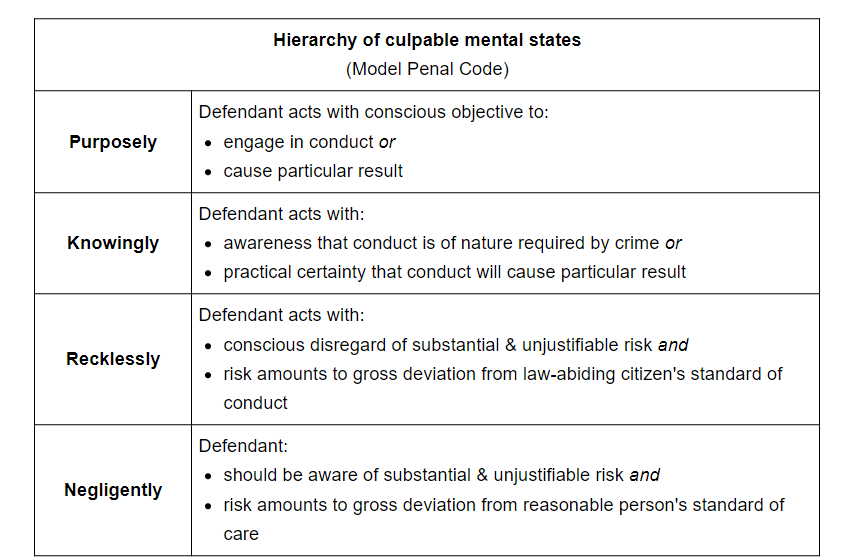 Hierarchy of culpable mental states
(Model Penal Code)
Purposely
Defendant acts with conscious objective to:
• engage in conduct or
• cause particular result
Knowingly
Defendant acts with:
• awareness that conduct is of nature required by crime or
• practical certainty that conduct will cause particular result
Recklessly
Defendant acts with:
• conscious disregard of substantial & unjustifiable risk and
• risk amounts to gross deviation from law-abiding citizen's standard of
conduct
Negligently
Defendant:
• should be aware of substantial & unjustifiable risk and
• risk amounts to gross deviation from reasonable person's standard of
care